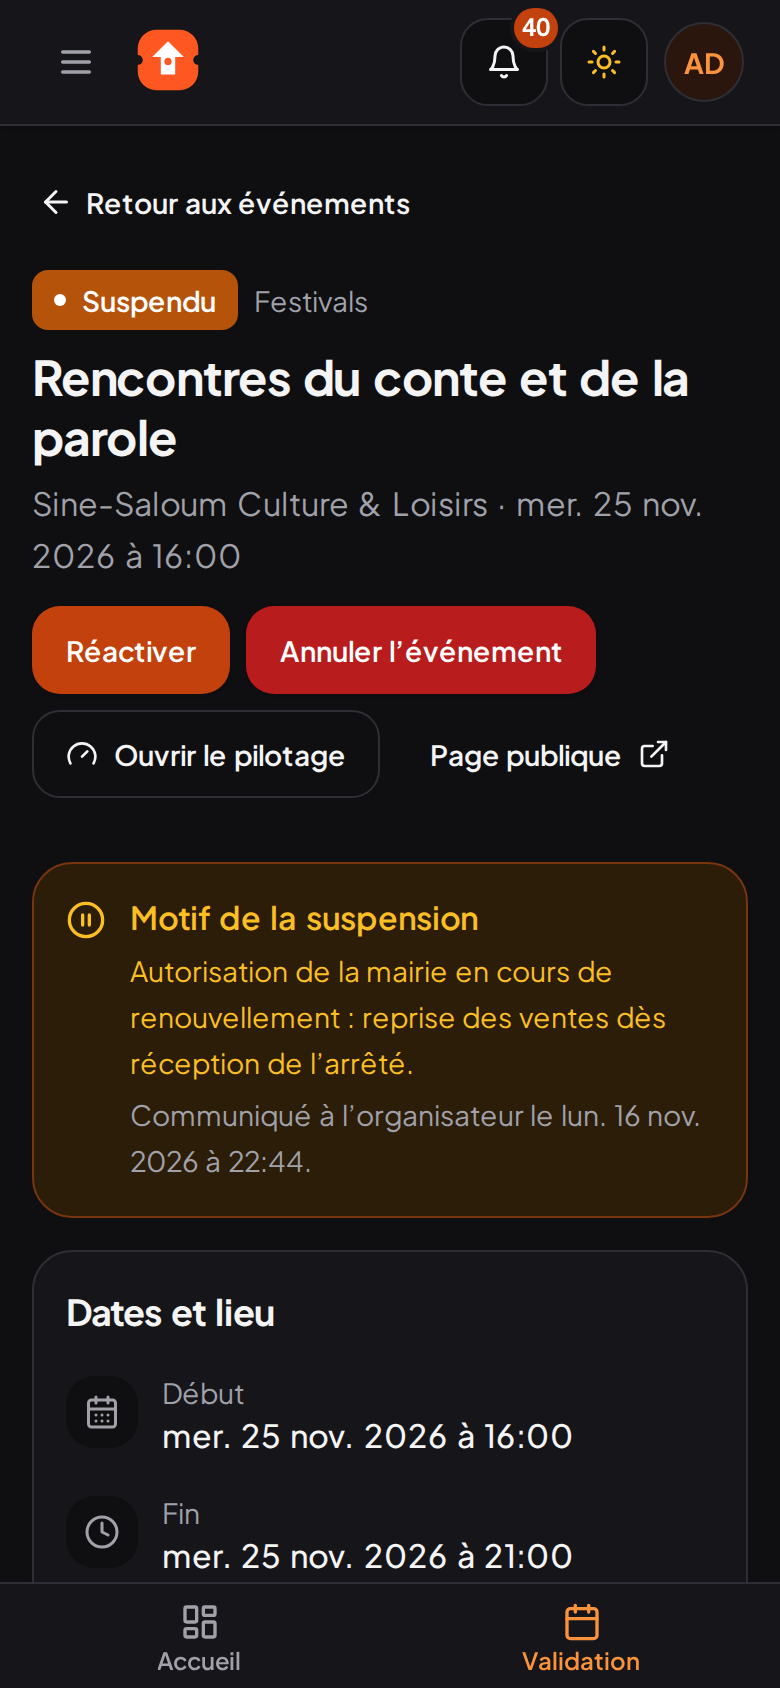 40
AD
Retour aux événements
Suspendu
Festivals
Rencontres du conte et de la
parole
Sine-Saloum Culture & Loisirs · mer. 25 nov.
2026 à 16:00
Réactiver
Annuler l’événement
Ouvrir le pilotage
Page publique
Motif de la suspension
Autorisation de la mairie en cours de
renouvellement : reprise des ventes dès
réception de l’arrêté.
Communiqué à l’organisateur le lun. 16 nov.
2026 à 22:44.
Dates et lieu
Début
mer. 25 nov. 2026 à 16:00
Fin
mer. 25 nov. 2026 à 21:00
Accueil
Validation